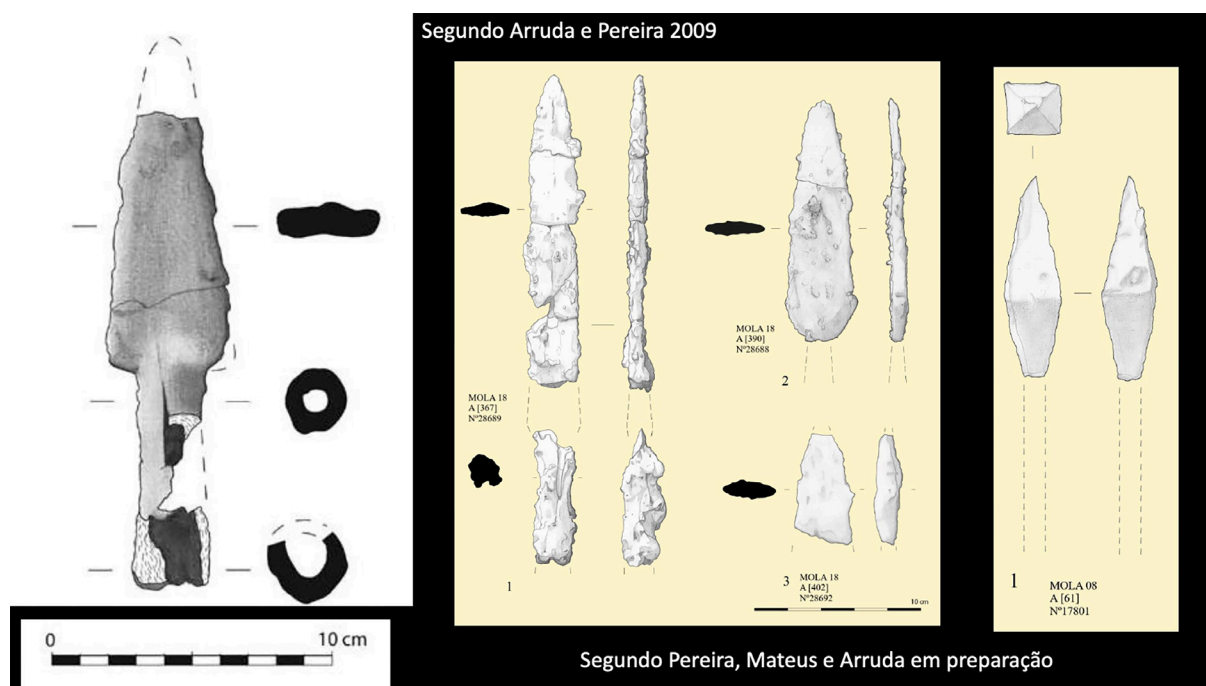 Segundo Arruda e Pereira 2009
MOLA 18
A [367]
Nº28689
1
MOLA 18
A [390]
Nº28688
2
3
MOLA 18
A [402]
Nº28692
10 cm
1
MOLA 08
A [61]
Nº17801
0
10 cm
Segundo Pereira, Mateus e Arruda em preparação